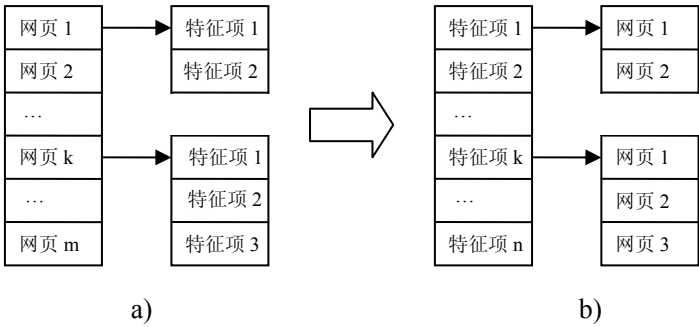 网页 1
网页 2
…
网页 k
…
网页 m
特征项 1
特征项 2
特征项 1
特征项 2
特征项 3
a)
特征项 1
特征项 2
…
特征项 k
…
特征项 n
网页 1
网页 2
网页 1
网页 2
网页 3
b)